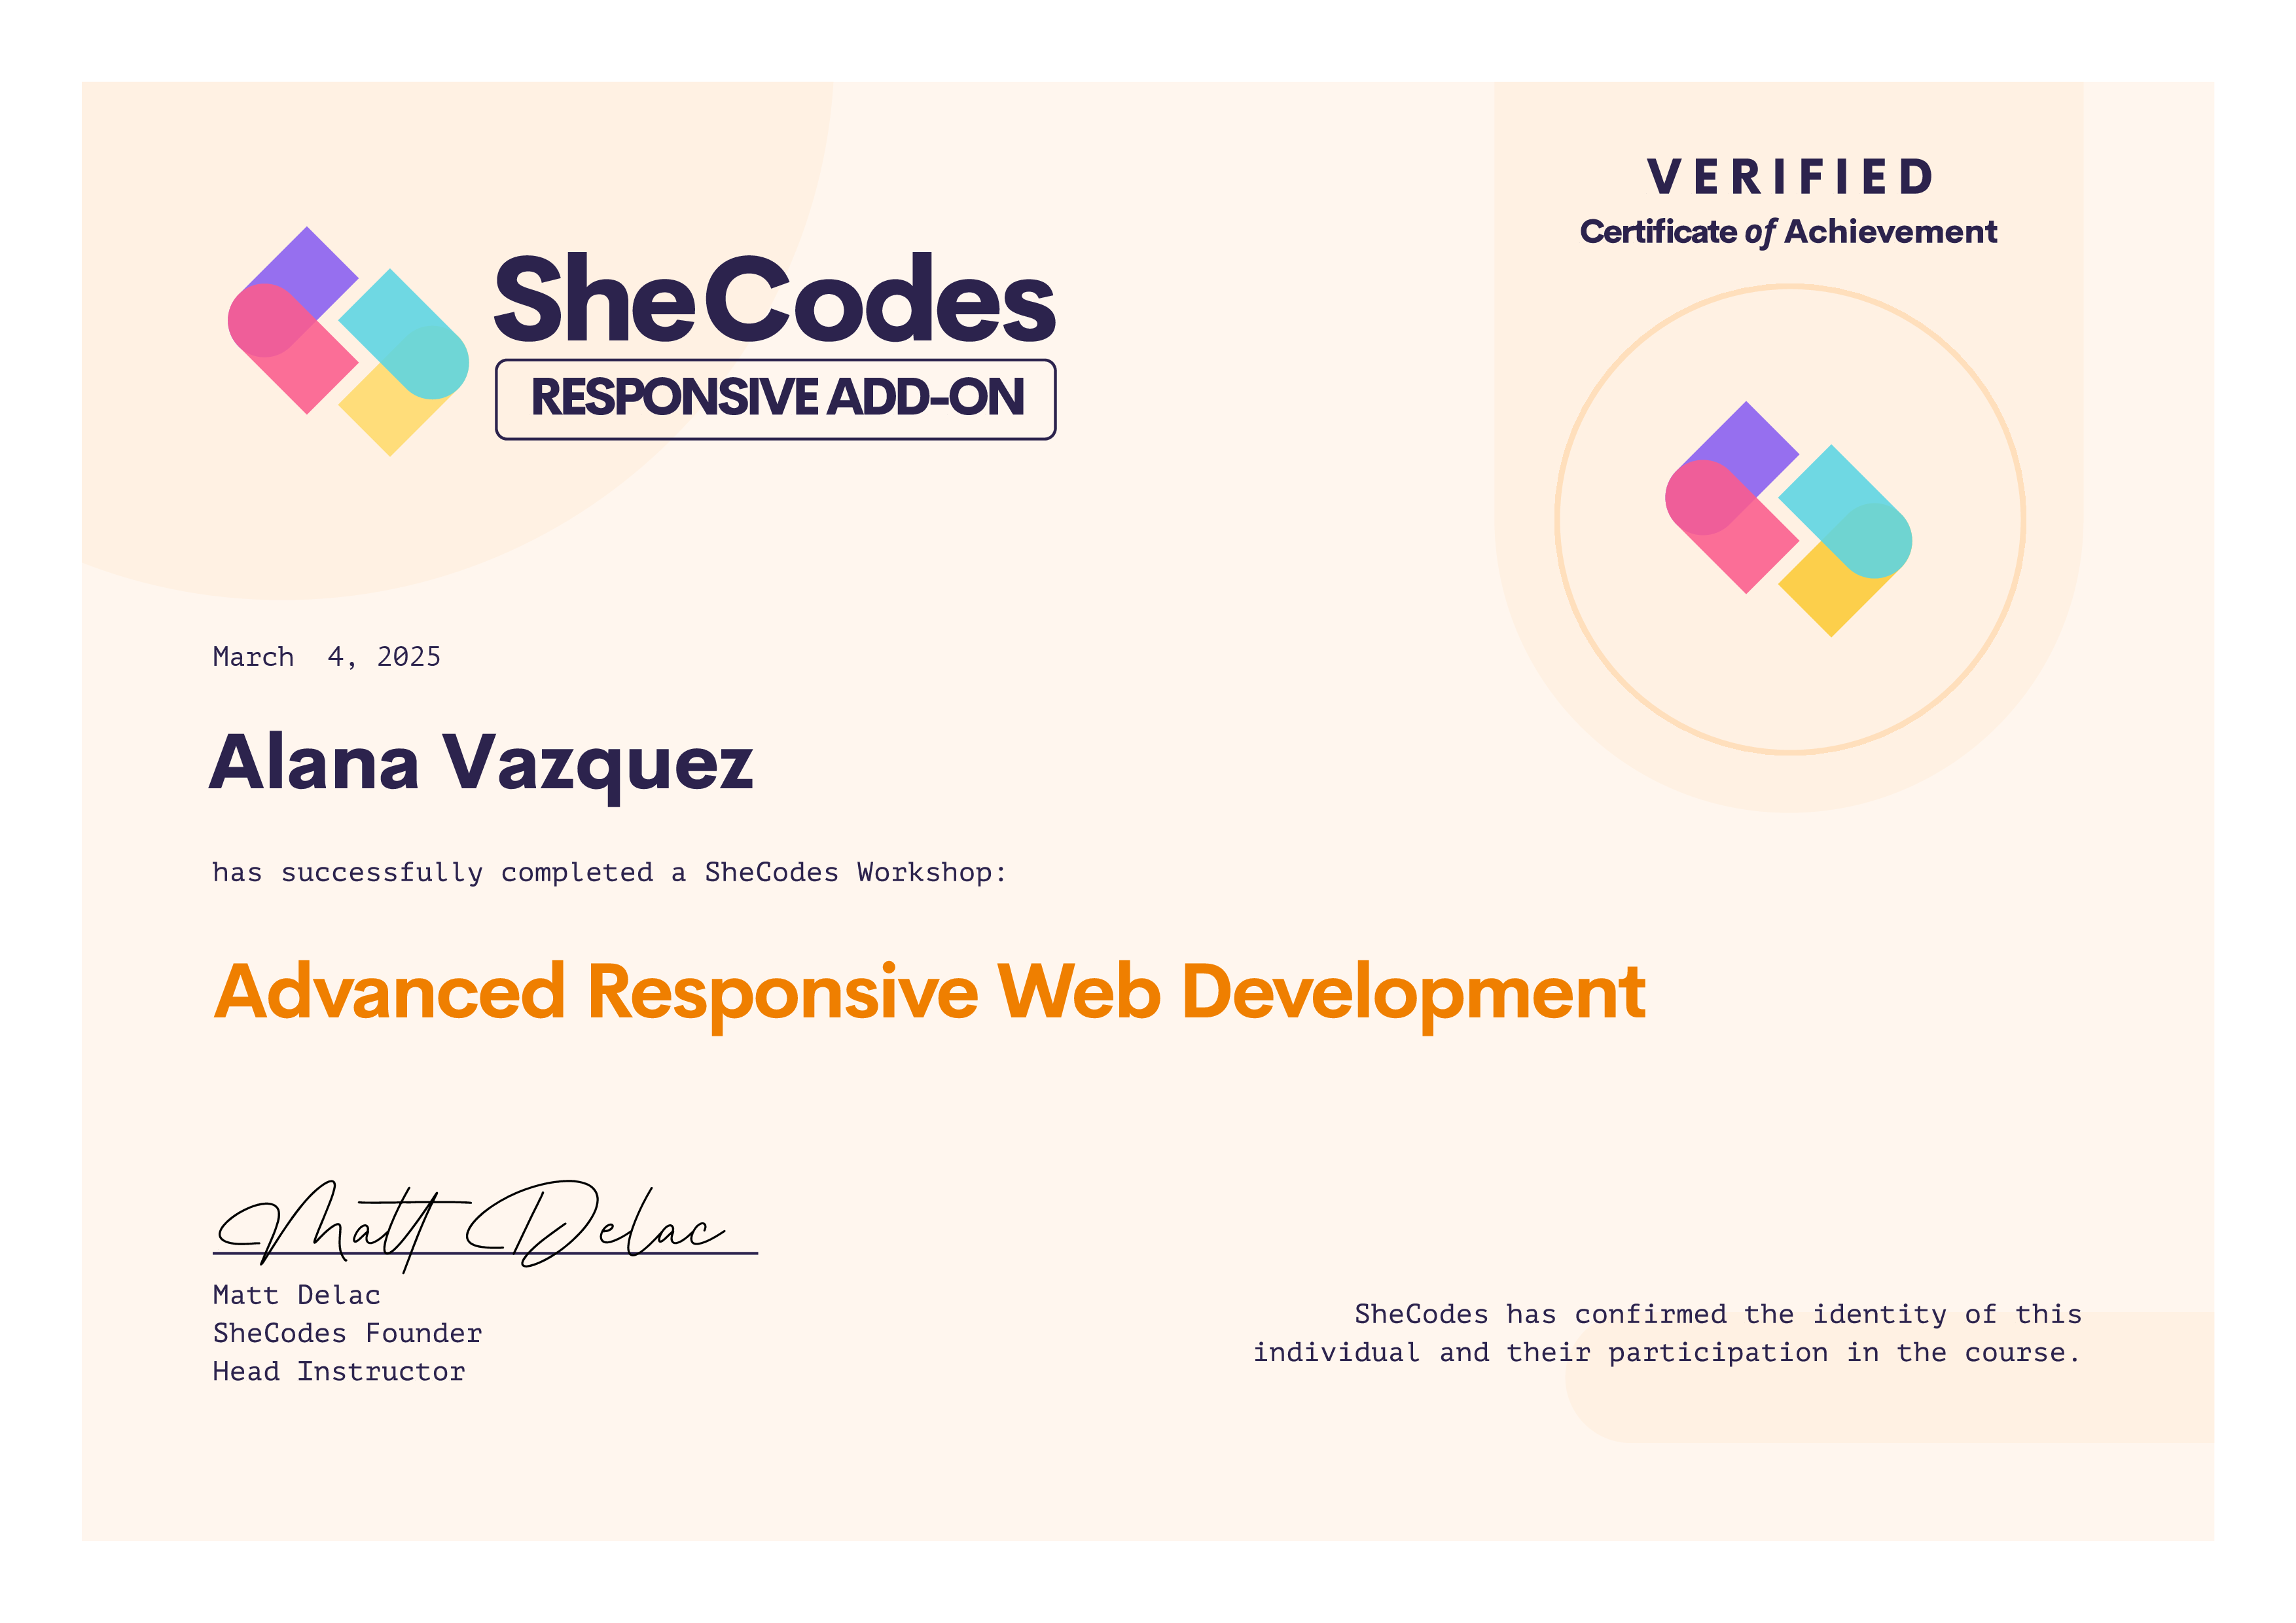 VERIFIED
Certificate of Achievement
SheCodes
RESPONSIVE ADD-ON
March  4, 2025
Alana Vazquez
has successfully completed a SheCodes Workshop:
Advanced Responsive Web Development
Matt Delac
Matt Delac
SheCodes Founder
Head Instructor
SheCodes has confirmed the identity of this
individual and their participation in the course.